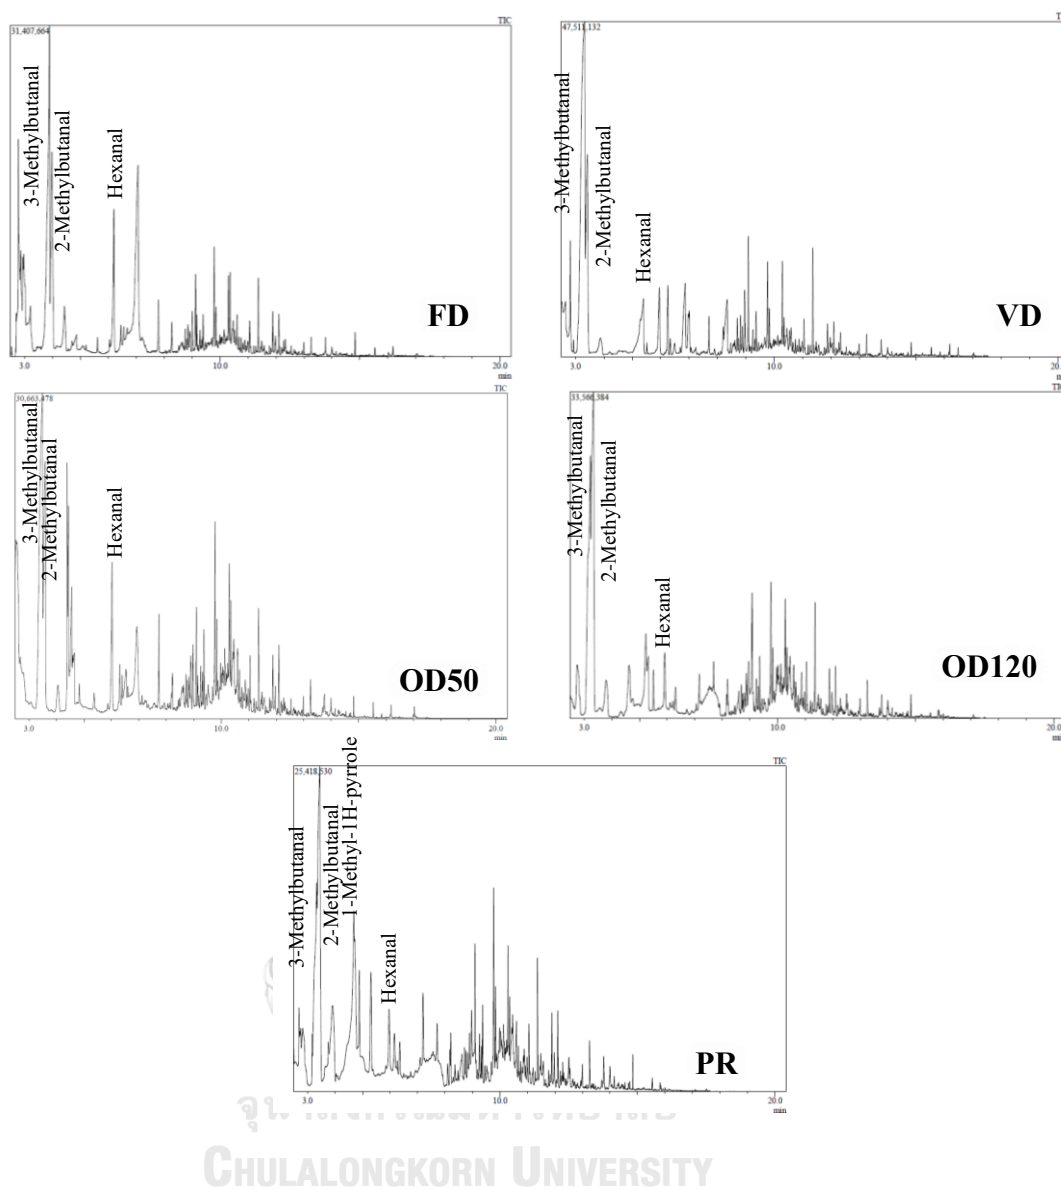 TIC
31,407,664
3-Methylbutanal
2-Methylbutanal
Hexanal
FD
3.0
10.0
20.0
min
47,511,132
3-Methylbutanal
2-Methylbutanal
Hexanal
VD
3.0
10.0
TIC
30,663,478
3-Methylbutanal
2-Methylbutanal
Hexanal
OD50
3.0
10.0
20.0
min
33,566,384
3-Methylbutanal
2-Methylbutanal
Hexanal
OD120
3.0
10.0
20.0
TIC
25,418,530
3-Methylbutanal
2-Methylbutanal
1-Methyl-1H-pyrrole
Hexanal
PR
3.0
10.0
20.0
min
CHULALONGKORN UNIVERSITY